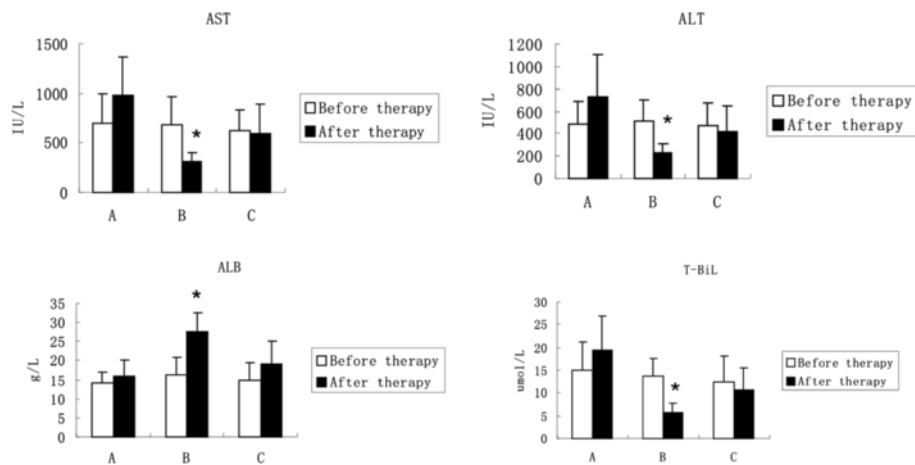 AST
1500
1000
500
0
IU/L
*
A B C
Before therapy
After therapy
ALT
1200
1000
800
600
400
200
0
IU/L
*
A B C
Before therapy
After therapy
ALB
35
30
25
20
15
10
5
0
g/L
*
A B C
Before therapy
After therapy
T-BiL
30
25
20
15
10
5
0
umol/L
*
A B C
Before therapy
After therapy